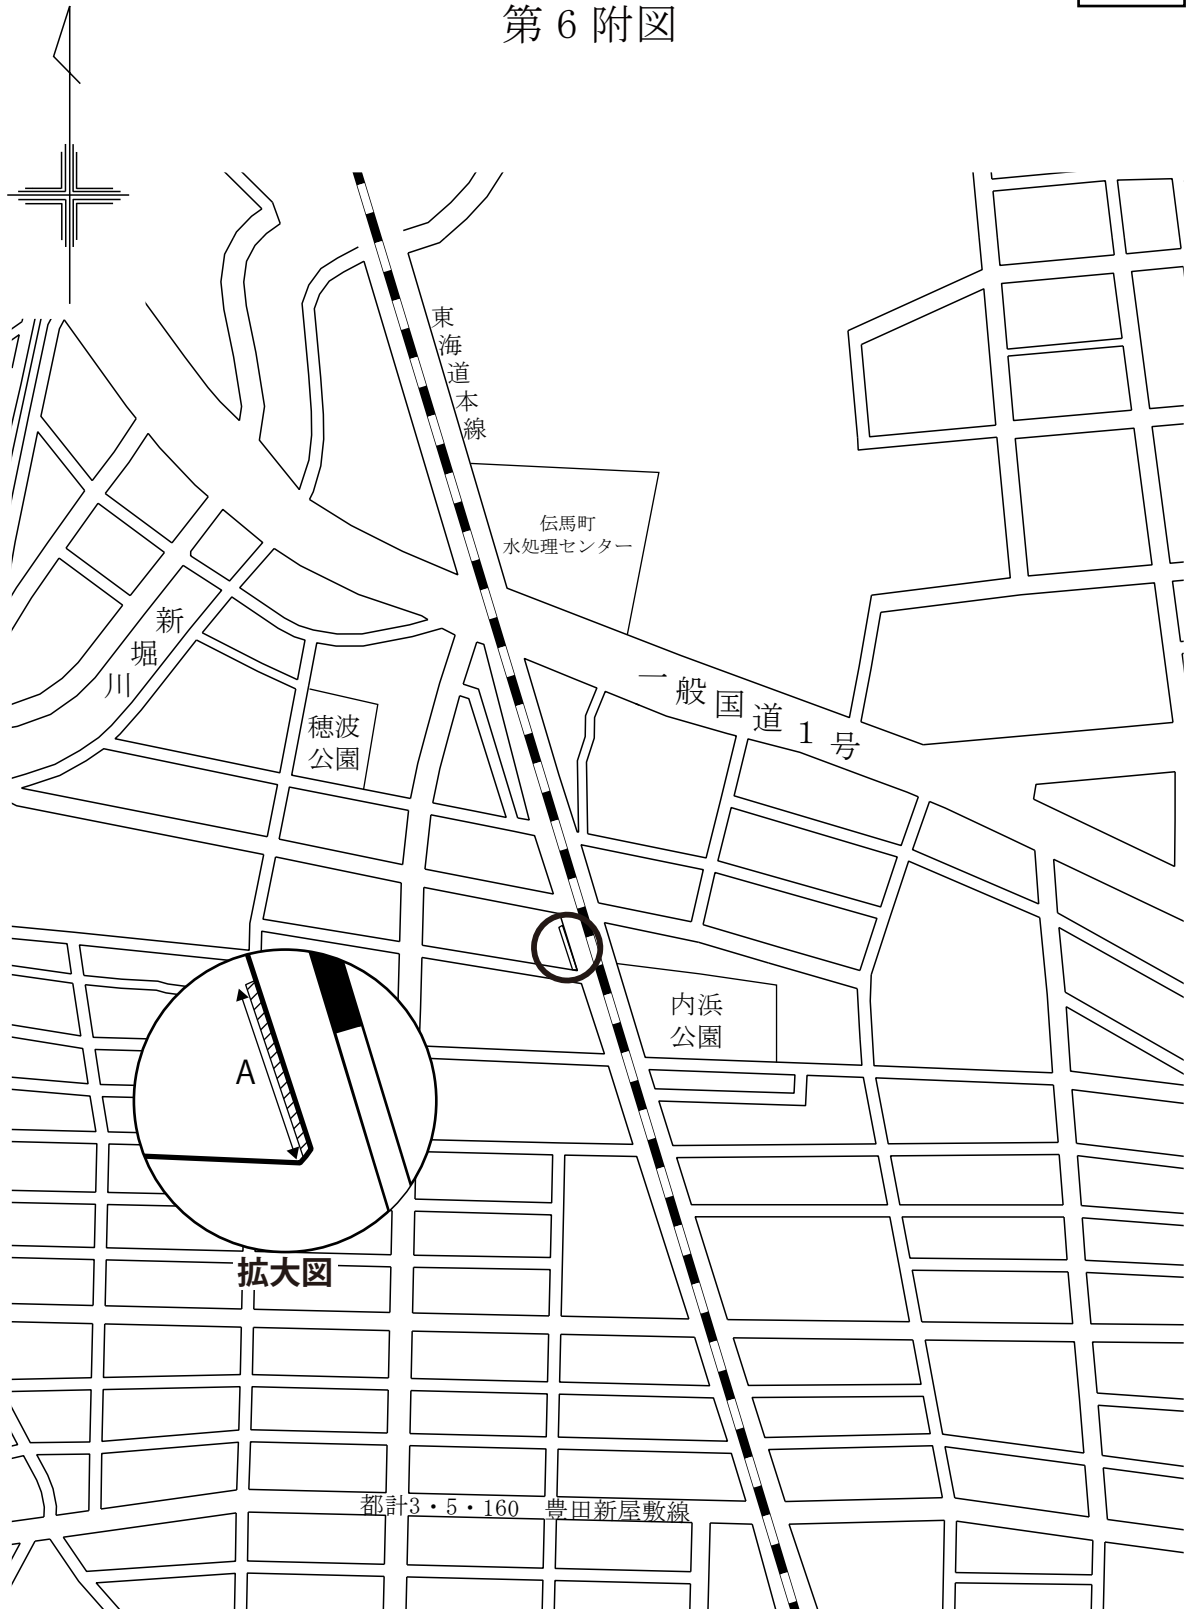 第6附図
東海道本線
伝馬町
水処理センター
新堀川
一般国道1号
穂波
公園
内浜
公園
A
拡大図
都計3・5・160 豊田新屋敷線